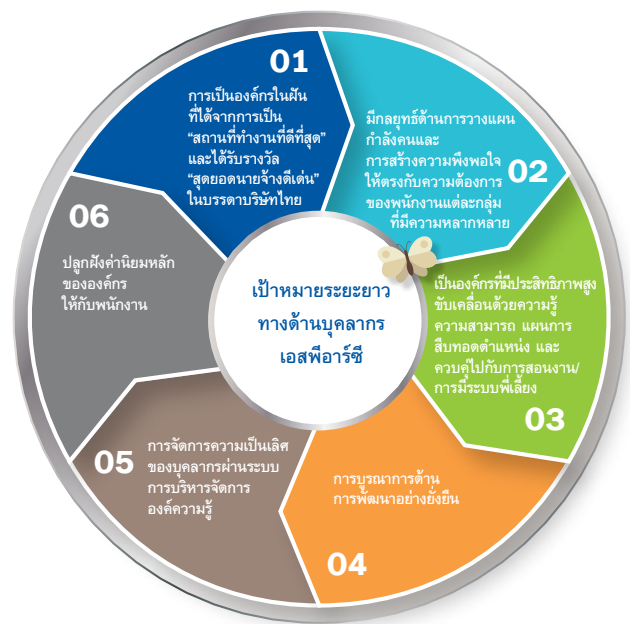 01
การเป็นองค์กรในฝัน
ที่ได้จากการเป็น
“สถานที่ทำงานที่ดีที่สุด”
และได้รับรางวัล
“สุดยอดนายจ้างดีเด่น”
ในบรรดาบริษัทไทย
02
มีกลยุทธ์ด้านการวางแผน
กำลังคนและ
การสร้างความพึงพอใจ
ให้ตรงกับความต้องการ
ของพนักงานแต่ละกลุ่ม
ที่มีความหลากหลาย
เป็นองค์กรที่มีประสิทธิภาพสูง
ขับเคลื่อนด้วยความรู้
ความสามารถ แผนการ
สืบทอดตำแหน่ง และ
ควบคู่ไปกับการสอนงาน/
การมีระบบพี่เลี้ยง
03
การบูรณาการด้าน
การพัฒนาอย่างยั่งยืน
04
05
การจัดการความเป็นเลิศ
ของบุคลากรผ่านระบบ
การบริหารจัดการ
องค์ความรู้
06
ปลูกฝังค่านิยมหลัก
ขององค์กร
ให้กับพนักงาน
เป้าหมายระยะยาว
ทางด้านบุคลากร
เอสพีอาร์ซี